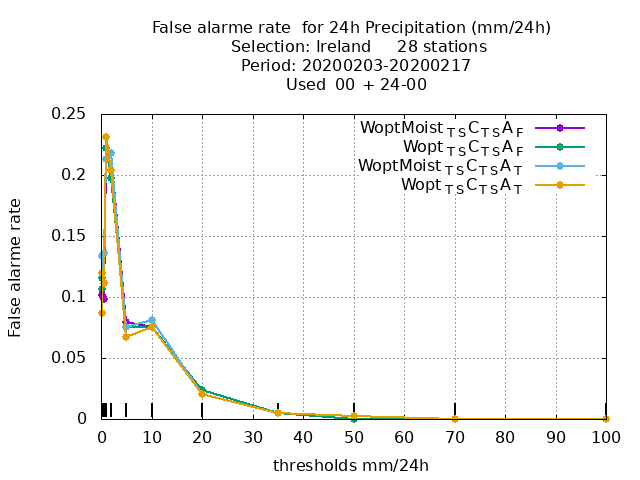 False alarme rate  for 24h Precipitation (mm/24h)
Selection: Ireland     28 stations
Period: 20200203-20200217
Used  00 + 24-00
WoptMoist TS C TS A F
Wopt TS C TS A F
WoptMoist TS C TS A T
Wopt TS C TS A T
0.25
0.2
0.15
0.1
0.05
0
False alarme rate
0 10 20 30 40 50 60 70 80 90 100
thresholds mm/24h